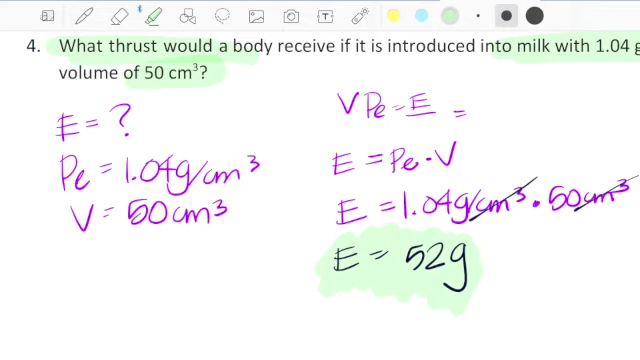 4. What thrust would a body receive if it is introduced into milk with 1.04 g
volume of 50 cm³?
E = ?
Pe = 1.04g/cm³
V = 50cm³
V Pe = E =
E = Pe · V
E = 1.04g/cm³ · 50cm³
E = 52g